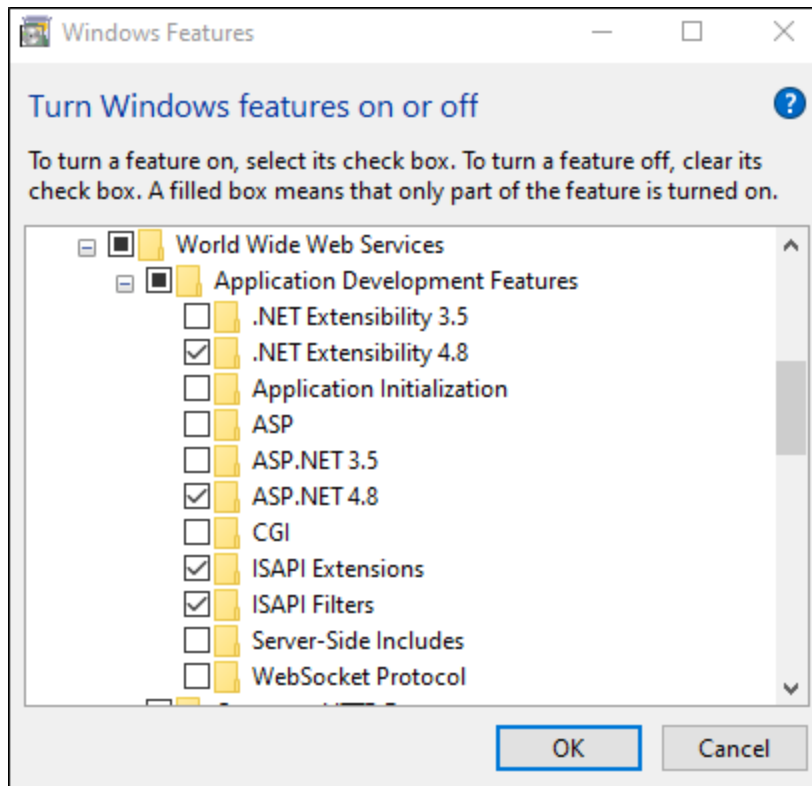 Windows Features
Turn Windows features on or off
?
To turn a feature on, select its check box. To turn a feature off, clear its
check box. A filled box means that only part of the feature is turned on.
World Wide Web Services
Application Development Features
.NET Extensibility 3.5
.NET Extensibility 4.8
Application Initialization
ASP
ASP.NET 3.5
ASP.NET 4.8
CGI
ISAPI Extensions
ISAPI Filters
Server-Side Includes
WebSocket Protocol
OK
Cancel